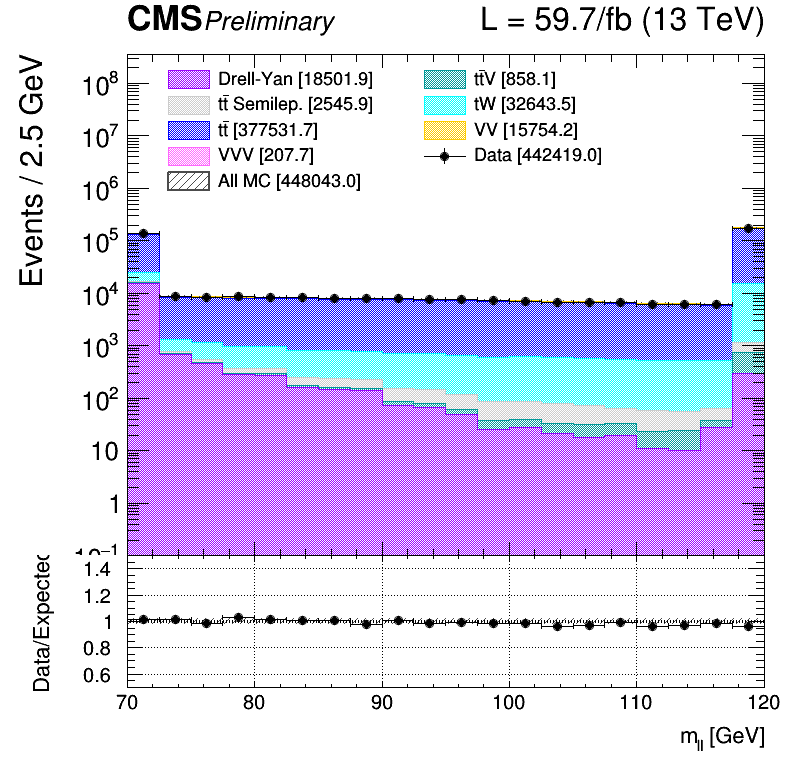 CMS Preliminary L = 59.7/fb (13 TeV)
Events / 2.5 GeV
Drell-Yan [18501.9] tt̄V [858.1]
tt̄ Semilep. [2545.9] tW [32643.5]
tt̄ [377531.7] VV [15754.2]
VVV [207.7] Data [442419.0]
All MC [448043.0]
10⁸
10⁷
10⁶
10⁵
10⁴
10³
10²
10
1
10⁻¹
Data/Expected
1.4
1.2
1
0.8
0.6
70 80 90 100 110 120
m_ll [GeV]